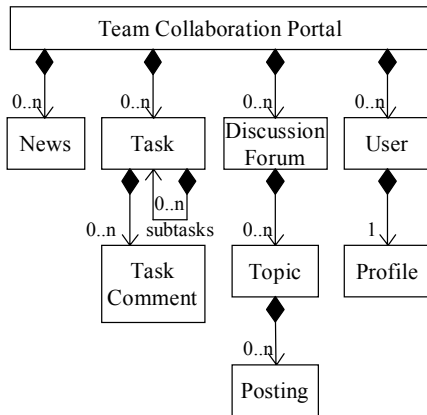 Team Collaboration Portal
0..n 0..n 0..n 0..n
News Task Discussion
Forum User
0..n
0..n subtasks 0..n 1
Task
Comment Topic Profile
0..n
Posting